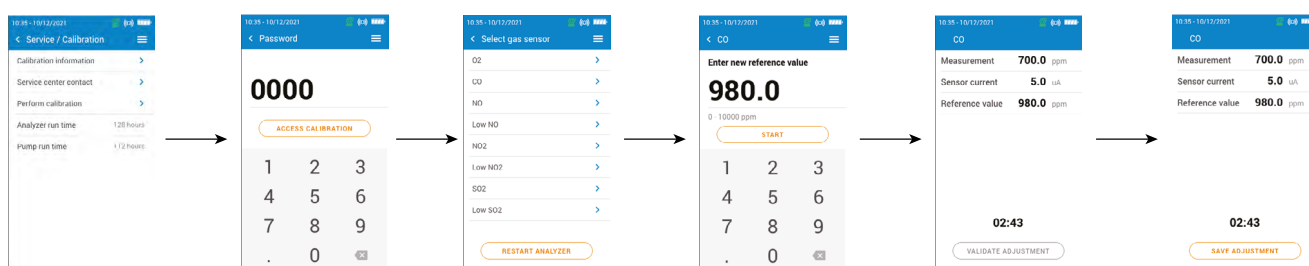 10:35 - 10/12/2021
< Service / Calibration
Calibration information >
Service center contact >
Perform calibration >
Analyzer run time 128 hours
Pump run time 112 hours
10:35 - 10/12/2021
< Password
0000
ACCESS CALIBRATION
1 2 3
4 5 6
7 8 9
. 0
10:35 - 10/12/2021
< Select gas sensor
O2 >
CO >
NO >
Low NO >
NO2 >
Low NO2 >
SO2 >
Low SO2 >
RESTART ANALYZER
10:35 - 10/12/2021
< CO
Enter new reference value
980.0
0 - 10000 ppm
START
1 2 3
4 5 6
7 8 9
. 0
10:35 - 10/12/2021
CO
Measurement 700.0 ppm
Sensor current 5.0 uA
Reference value 980.0 ppm
02:43
VALIDATE ADJUSTMENT
10:35 - 10/12/2021
CO
Measurement 700.0 ppm
Sensor current 5.0 uA
Reference value 980.0 ppm
02:43
SAVE ADJUSTMENT